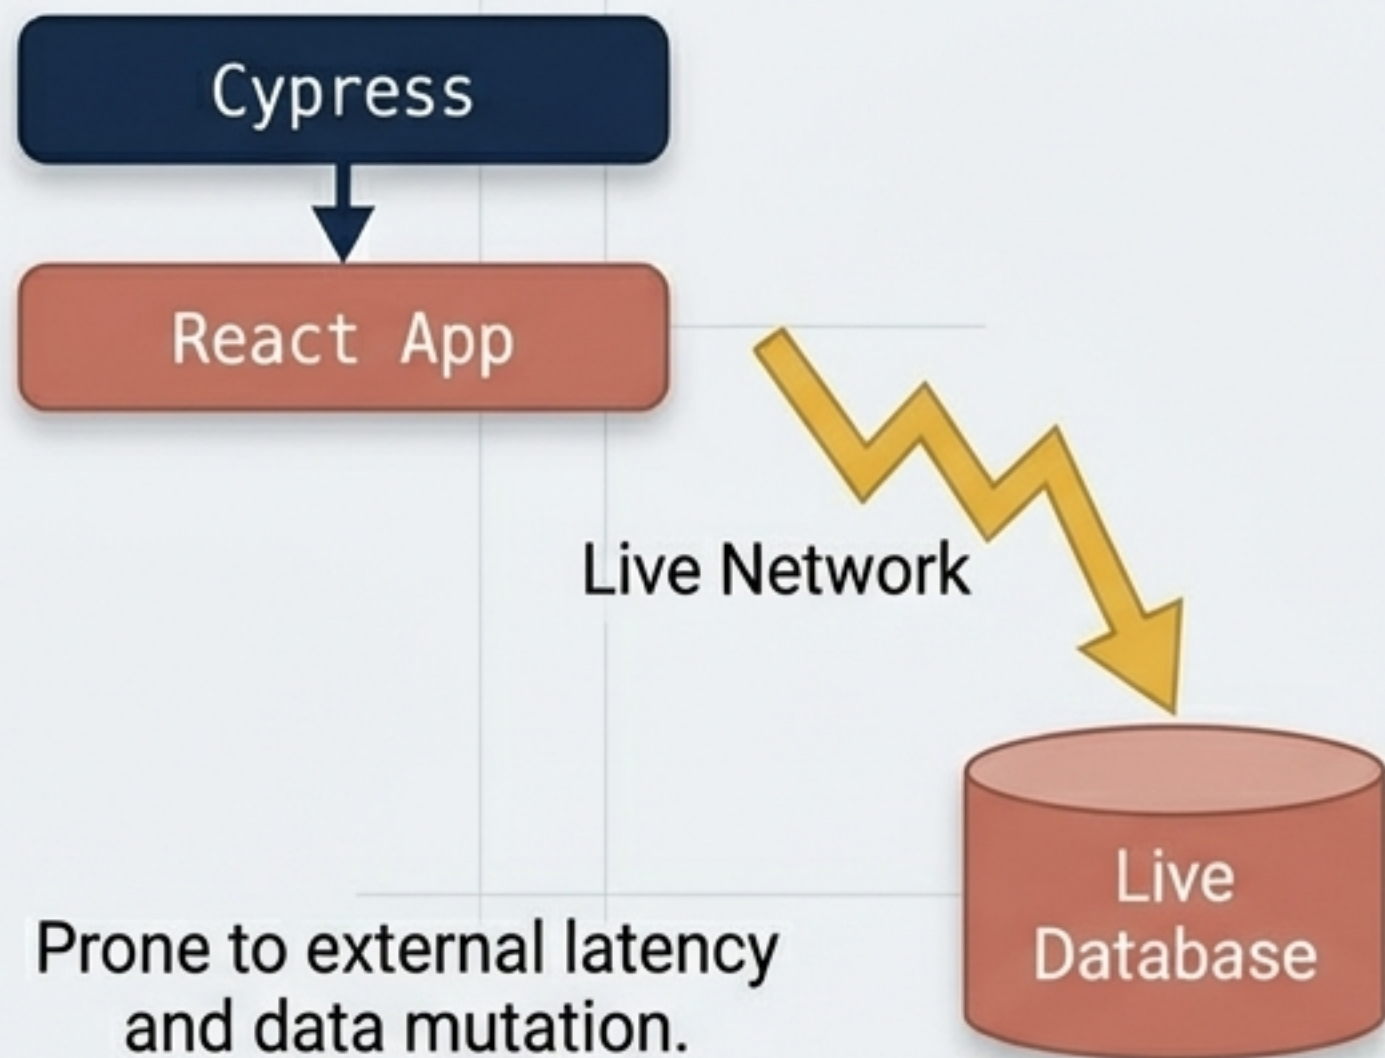 Cypress
React App
Live Network
Live
Database
Prone to external latency
and data mutation.